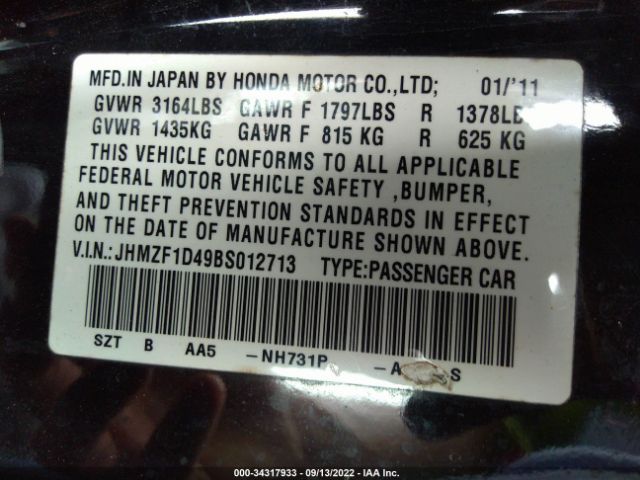 MFD.IN JAPAN BY HONDA MOTOR CO.,LTD; 01/'11
GVWR 3164LBS GAWR F 1797LBS R 1378LB
GVWR 1435KG GAWR F 815 KG R 625 KG
THIS VEHICLE CONFORMS TO ALL APPLICABLE
FEDERAL MOTOR VEHICLE SAFETY ,BUMPER,
AND THEFT PREVENTION STANDARDS IN EFFECT
ON THE DATE OF MANUFACTURE SHOWN ABOVE.
V.I.N.:JHMZF1D49BS012713 TYPE:PASSENGER CAR
SZT B AA5 -NH731P -A S
000-34317933 - 09/13/2022 - IAA Inc.